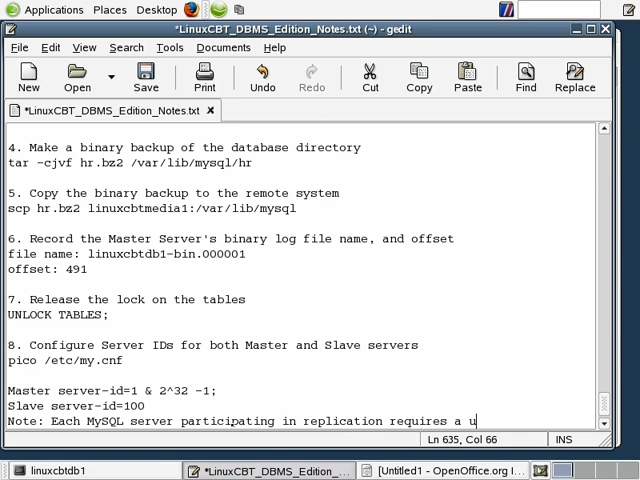 Applications Places Desktop
*LinuxCBT_DBMS_Edition_Notes.txt (~) - gedit
File Edit View Search Tools Documents Help
New Open Save Print Undo Redo Cut Copy Paste Find Replace
*LinuxCBT_DBMS_Edition_Notes.txt x
4. Make a binary backup of the database directory
tar -cjvf hr.bz2 /var/lib/mysql/hr
5. Copy the binary backup to the remote system
scp hr.bz2 linuxcbtmedia1:/var/lib/mysql
6. Record the Master Server's binary log file name, and offset
file name: linuxcbtdb1-bin.000001
offset: 491
7. Release the lock on the tables
UNLOCK TABLES;
8. Configure Server IDs for both Master and Slave servers
pico /etc/my.cnf
Master server-id=1 & 2^32 -1;
Slave server-id=100
Note: Each MySQL server participating in replication requires a u
Ln 635, Col 66 INS
linuxcbtdb1 *LinuxCBT_DBMS_Edition_... [Untitled1 - OpenOffice.org I...